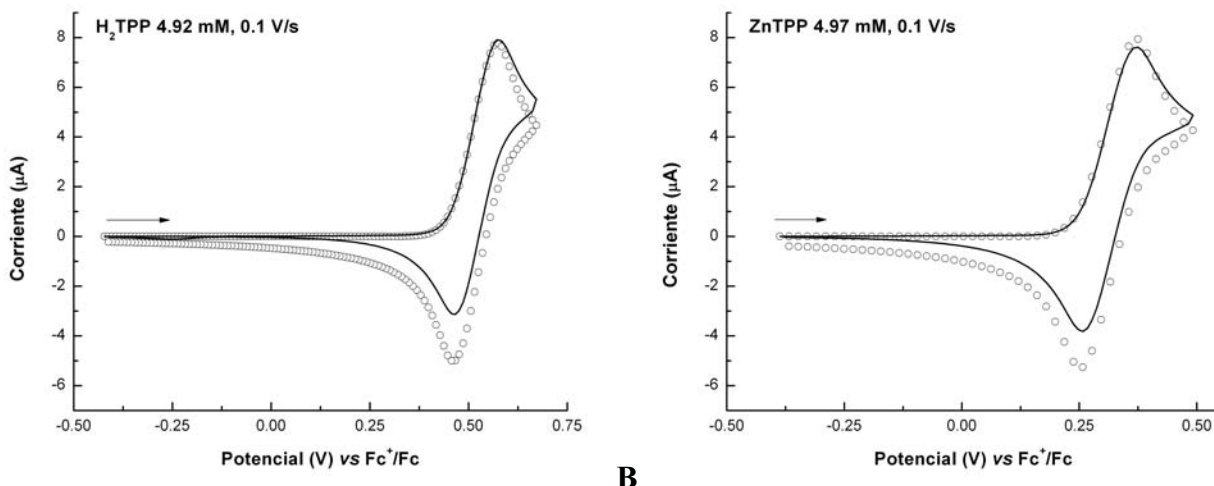 H₂TPP 4.92 mM, 0.1 V/s
Corriente (μA)
8
6
4
2
0
-2
-4
-6
-0.50 -0.25 0.00 0.25 0.50 0.75
Potencial (V) vs Fc⁺/Fc
B
ZnTPP 4.97 mM, 0.1 V/s
Corriente (μA)
8
6
4
2
0
-2
-4
-6
-0.50 -0.25 0.00 0.25 0.50
Potencial (V) vs Fc⁺/Fc